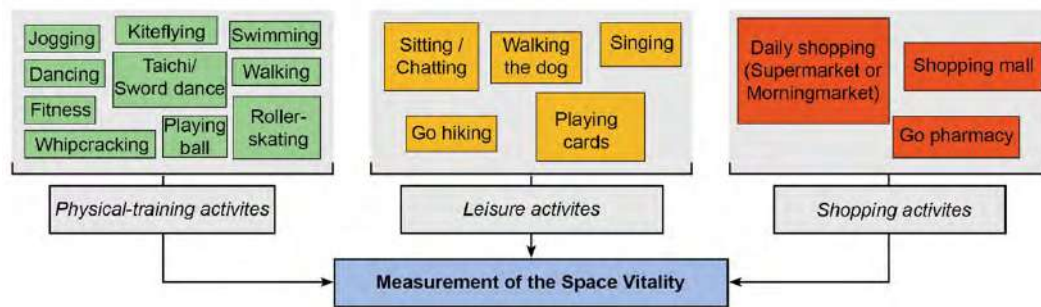 Jogging
Kiteflying
Swimming
Dancing
Taichi/
Sword dance
Walking
Fitness
Whipcracking
Playing
ball
Roller-
skating
Sitting /
Chatting
Walking
the dog
Singing
Go hiking
Playing
cards
Daily shopping
(Supermarket or
Morningmarket)
Shopping mall
Go pharmacy
Physical-training activites
Leisure activites
Shopping activites
Measurement of the Space Vitality